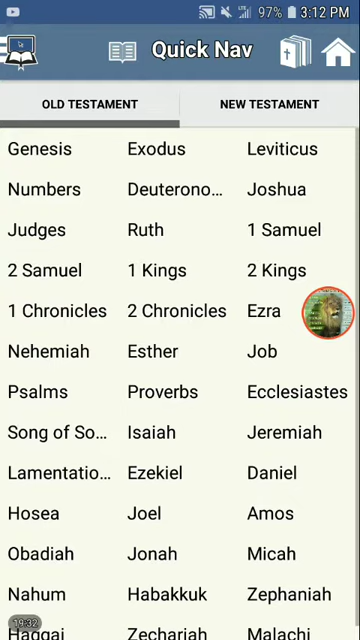 97% 3:12 PM
Quick Nav
OLD TESTAMENT NEW TESTAMENT
Genesis Exodus Leviticus
Numbers Deuterono... Joshua
Judges Ruth 1 Samuel
2 Samuel 1 Kings 2 Kings
1 Chronicles 2 Chronicles Ezra
Nehemiah Esther Job
Psalms Proverbs Ecclesiastes
Song of So... Isaiah Jeremiah
Lamentatio... Ezekiel Daniel
Hosea Joel Amos
Obadiah Jonah Micah
Nahum Habakkuk Zephaniah
19:32
Haggai Zechariah Malachi